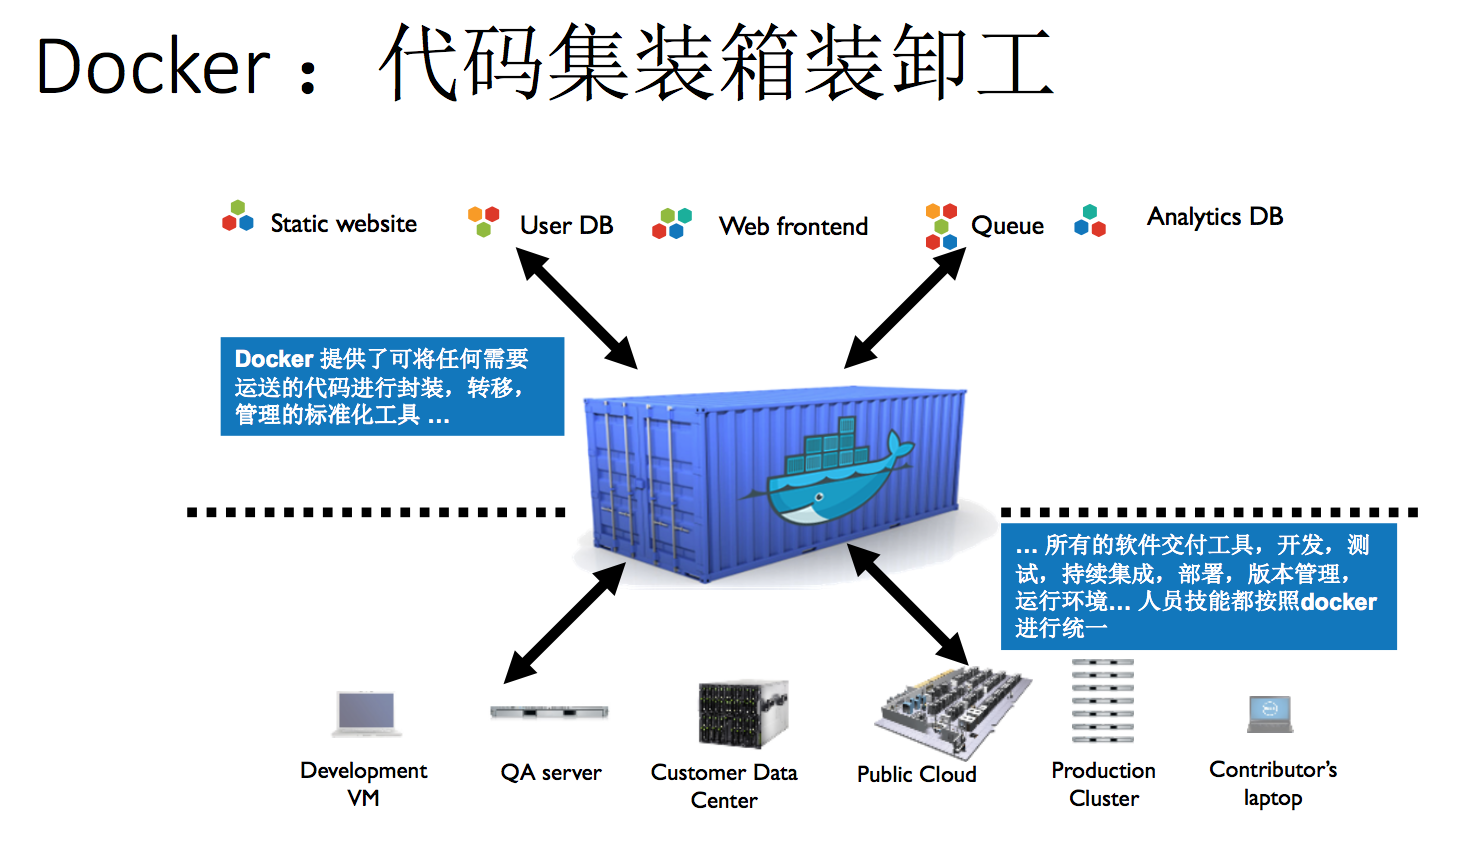 Docker ：代码集装箱装卸工
Static website
User DB
Web frontend
Queue
Analytics DB
Docker 提供了可将任何需要
运送的代码进行封装，转移，
管理的标准化工具 ...
... 所有的软件交付工具，开发，测
试，持续集成，部署，版本管理，
运行环境... 人员技能都按照docker
进行统一
Development
VM
QA server
Customer Data
Center
Public Cloud
Production
Cluster
Contributor’s
laptop